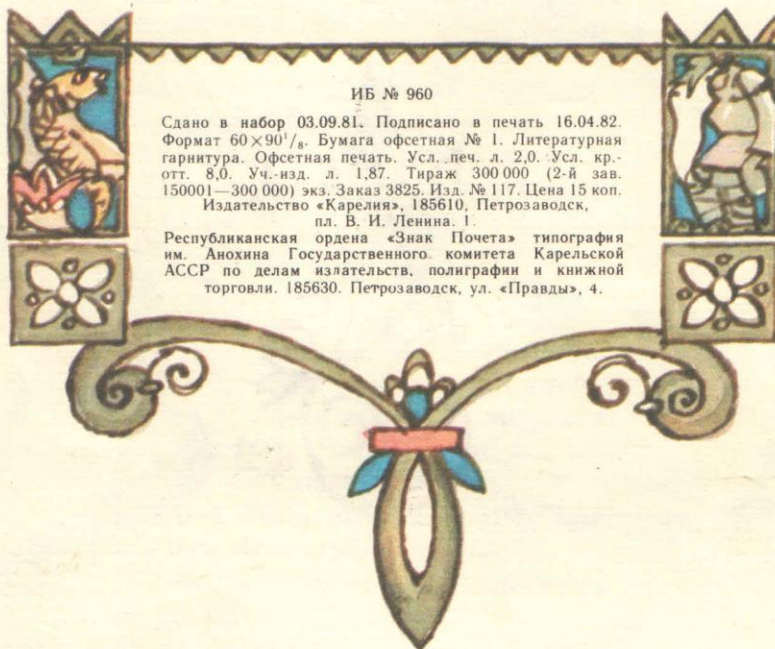 ИБ № 960
Сдано в набор 03.09.81. Подписано в печать 16.04.82.
Формат 60×90¹/₈. Бумага офсетная № 1. Литературная
гарнитура. Офсетная печать. Усл. печ. л. 2,0. Усл. кр.-
отт. 8,0. Уч.-изд. л. 1,87. Тираж 300 000 (2-й зав.
150001—300 000) экз. Заказ 3825. Изд. № 117. Цена 15 коп.
Издательство «Карелия», 185610, Петрозаводск,
пл. В. И. Ленина. 1.
Республиканская ордена «Знак Почета» типография
им. Анохина Государственного комитета Карельской
АССР по делам издательств, полиграфии и книжной
торговли. 185630. Петрозаводск, ул. «Правды», 4.